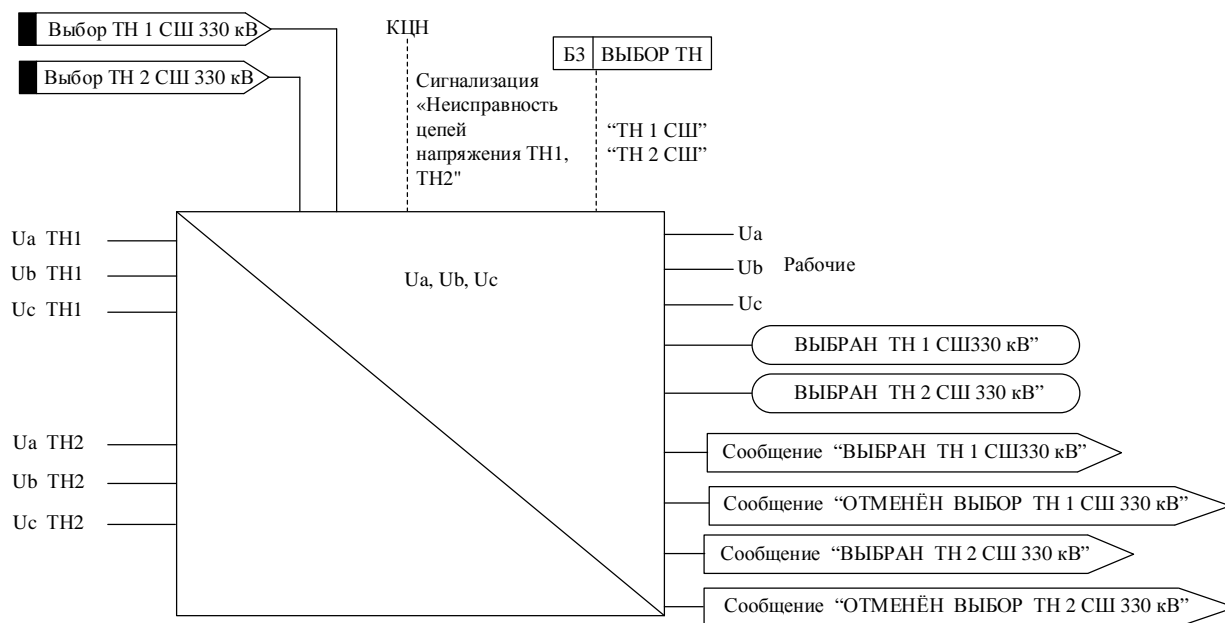 Выбор ТН 1 СШ 330 кВ
Выбор ТН 2 СШ 330 кВ
КЦН
Б3 ВЫБОР ТН
Сигнализация
«Неисправность
цепей
напряжения ТН1,
ТН2"
“ТН 1 СШ”
“ТН 2 СШ”
Ua ТН1
Ub ТН1
Uc ТН1
Ua ТН2
Ub ТН2
Uc ТН2
Ua, Ub, Uc
Ua
Ub Рабочие
Uc
ВЫБРАН ТН 1 СШ330 кВ”
ВЫБРАН ТН 2 СШ 330 кВ”
Сообщение “ВЫБРАН ТН 1 СШ330 кВ”
Сообщение “ОТМЕНЁН ВЫБОР ТН 1 СШ 330 кВ”
Сообщение “ВЫБРАН ТН 2 СШ 330 кВ”
Сообщение “ОТМЕНЁН ВЫБОР ТН 2 СШ 330 кВ”